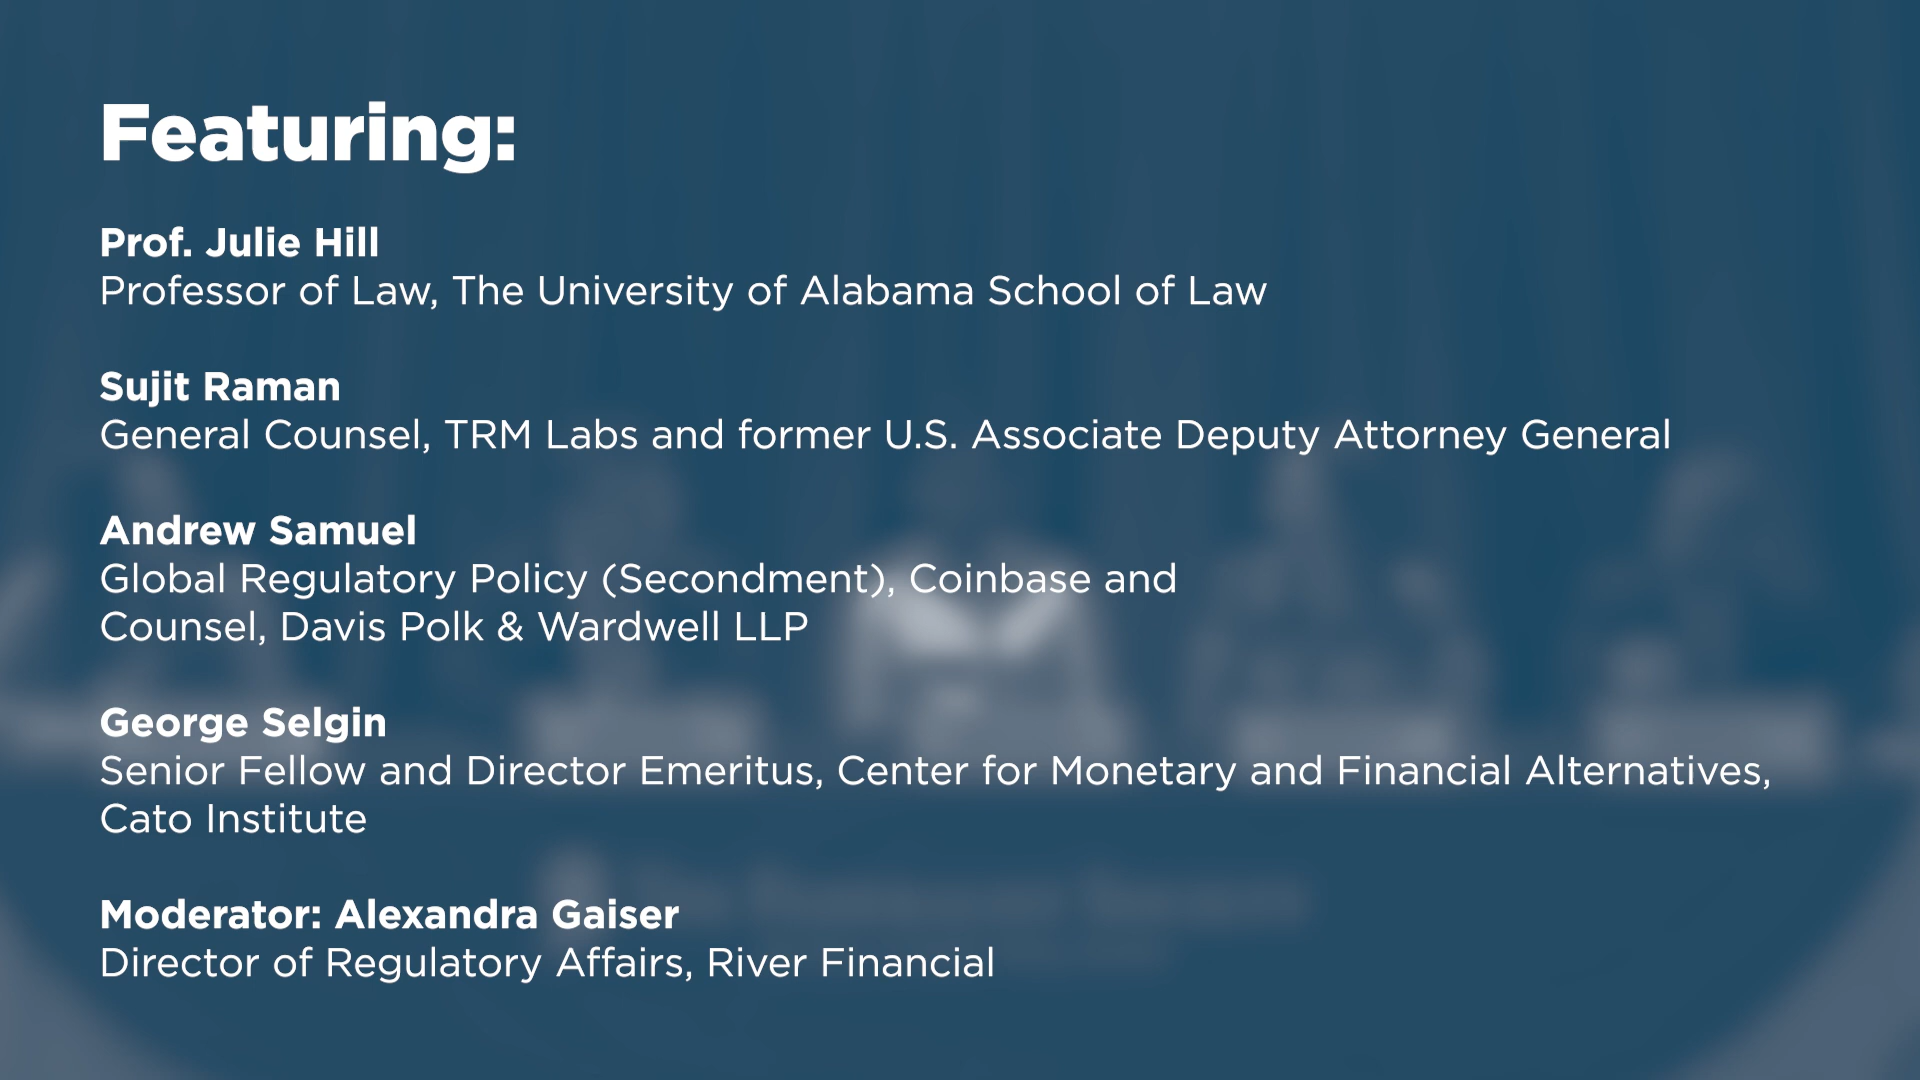 Featuring:
Prof. Julie Hill
Professor of Law, The University of Alabama School of Law
Sujit Raman
General Counsel, TRM Labs and former U.S. Associate Deputy Attorney General
Andrew Samuel
Global Regulatory Policy (Secondment), Coinbase and
Counsel, Davis Polk & Wardwell LLP
George Selgin
Senior Fellow and Director Emeritus, Center for Monetary and Financial Alternatives,
Cato Institute
Moderator: Alexandra Gaiser
Director of Regulatory Affairs, River Financial